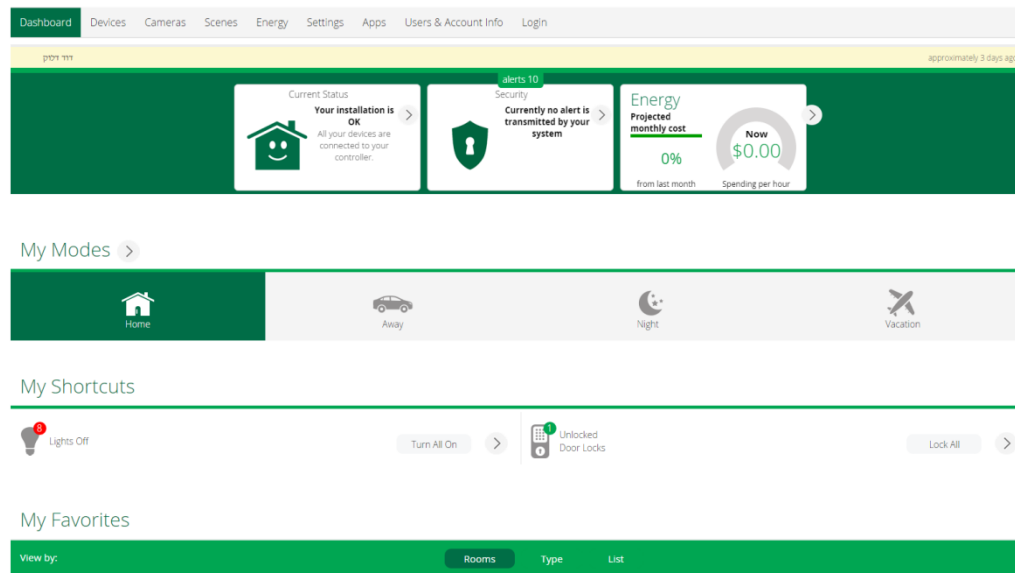 Dashboard Devices Cameras Scenes Energy Settings Apps Users & Account Info Login
דוד דלויק approximately 3 days ago
alerts 10
Current Status
Your installation is
OK
All your devices are
connected to your
controller.
Security
Currently no alert is
transmitted by your
system
Energy
Projected
monthly cost
0%
from last month
Now
$0.00
Spending per hour
My Modes
Home
Away
Night
Vacation
My Shortcuts
8
Lights Off
Turn All On
1
Unlocked
Door Locks
Lock All
My Favorites
View by: Rooms Type List